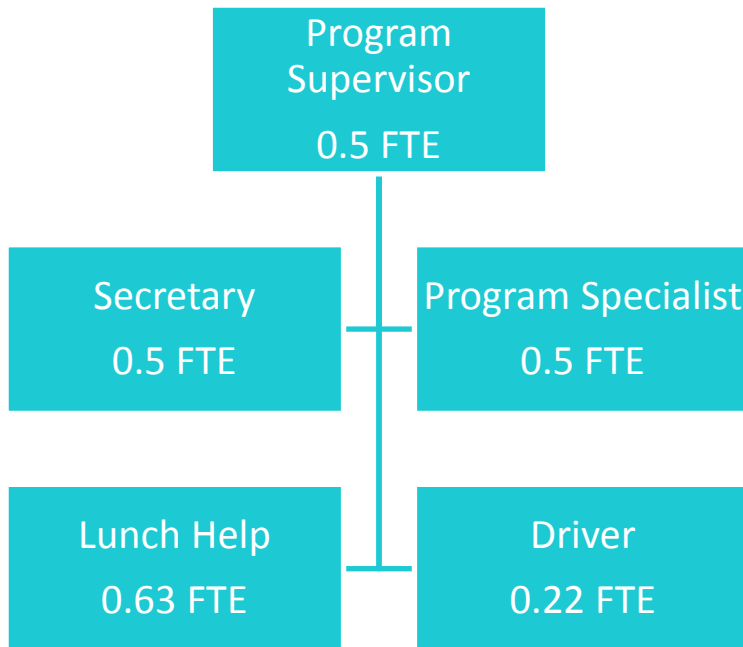 Program
Supervisor
0.5 FTE
Secretary
0.5 FTE
Program Specialist
0.5 FTE
Lunch Help
0.63 FTE
Driver
0.22 FTE